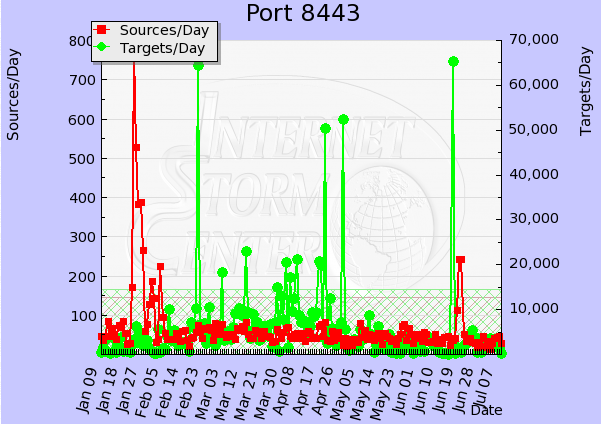 Port 8443
Sources/Day
Targets/Day
Sources/Day
Targets/Day
800
700
600
500
400
300
200
100
70,000
60,000
50,000
40,000
30,000
20,000
10,000
INTERNET
STORM
CENTER
Jan 09
Jan 18
Jan 27
Feb 05
Feb 14
Feb 23
Mar 03
Mar 12
Mar 21
Mar 30
Apr 08
Apr 17
Apr 26
May 05
May 14
May 23
Jun 01
Jun 10
Jun 19
Jun 28
Jul 07
Date